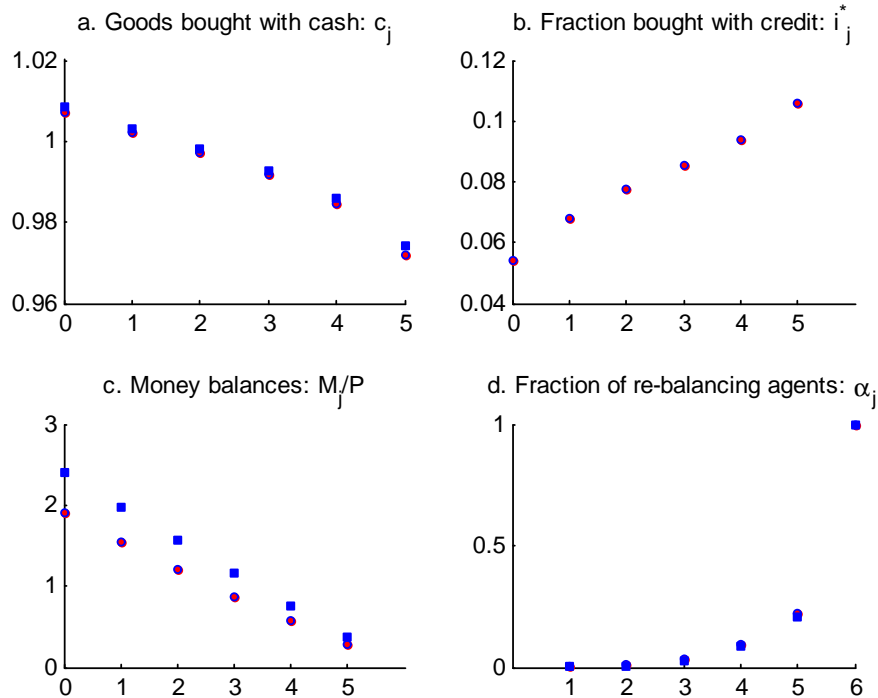 a. Goods bought with cash: c_j
1.02
1
0.98
0.96
0 1 2 3 4 5
b. Fraction bought with credit: i*_j
0.12
0.1
0.08
0.06
0.04
0 1 2 3 4 5
c. Money balances: M_j/P
3
2
1
0
0 1 2 3 4 5
d. Fraction of re-balancing agents: α_j
1
0.5
0
1 2 3 4 5 6